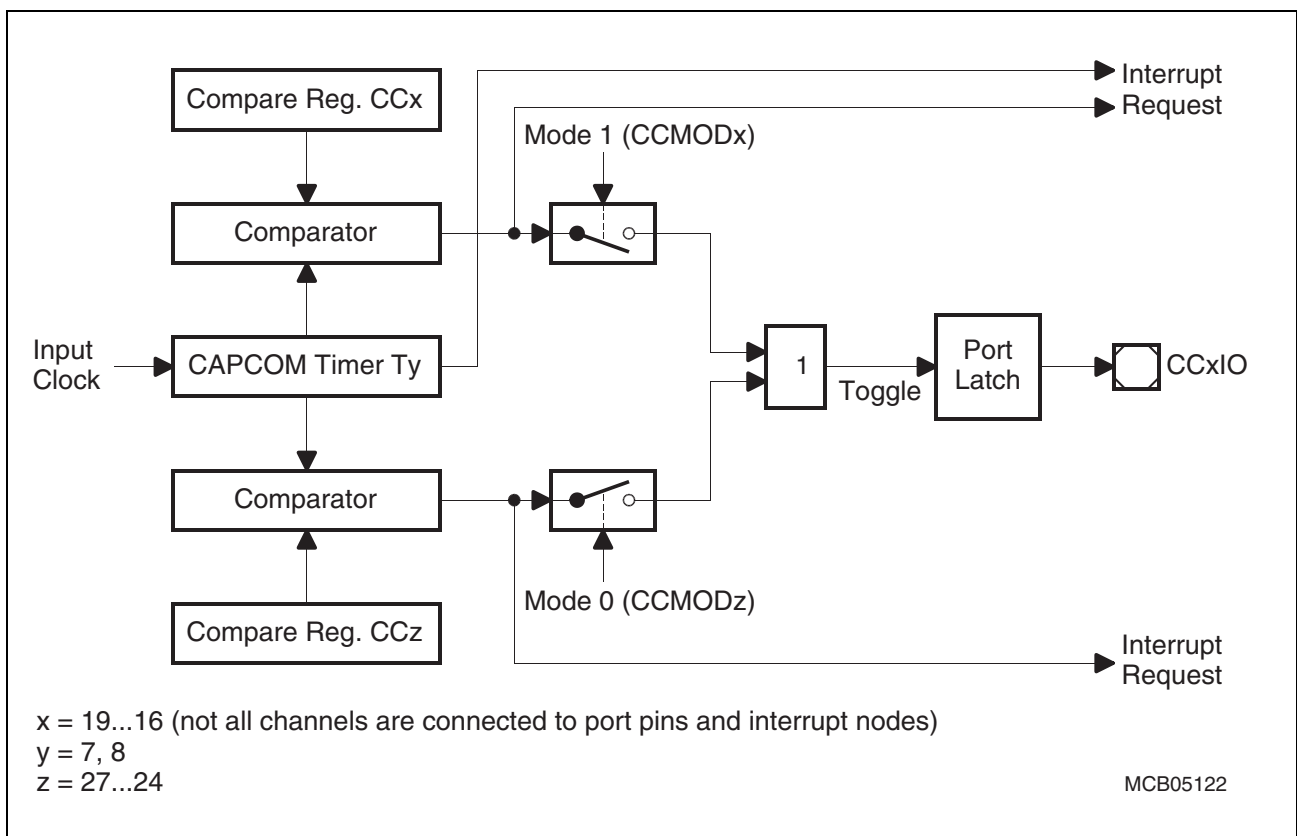 Compare Reg. CCx
Interrupt
Request
Mode 1 (CCMODx)
Comparator
Input
Clock
CAPCOM Timer Ty
1
Toggle
Port
Latch
CCxIO
Comparator
Mode 0 (CCMODz)
Compare Reg. CCz
Interrupt
Request
x = 19...16 (not all channels are connected to port pins and interrupt nodes)
y = 7, 8
z = 27...24
MCB05122